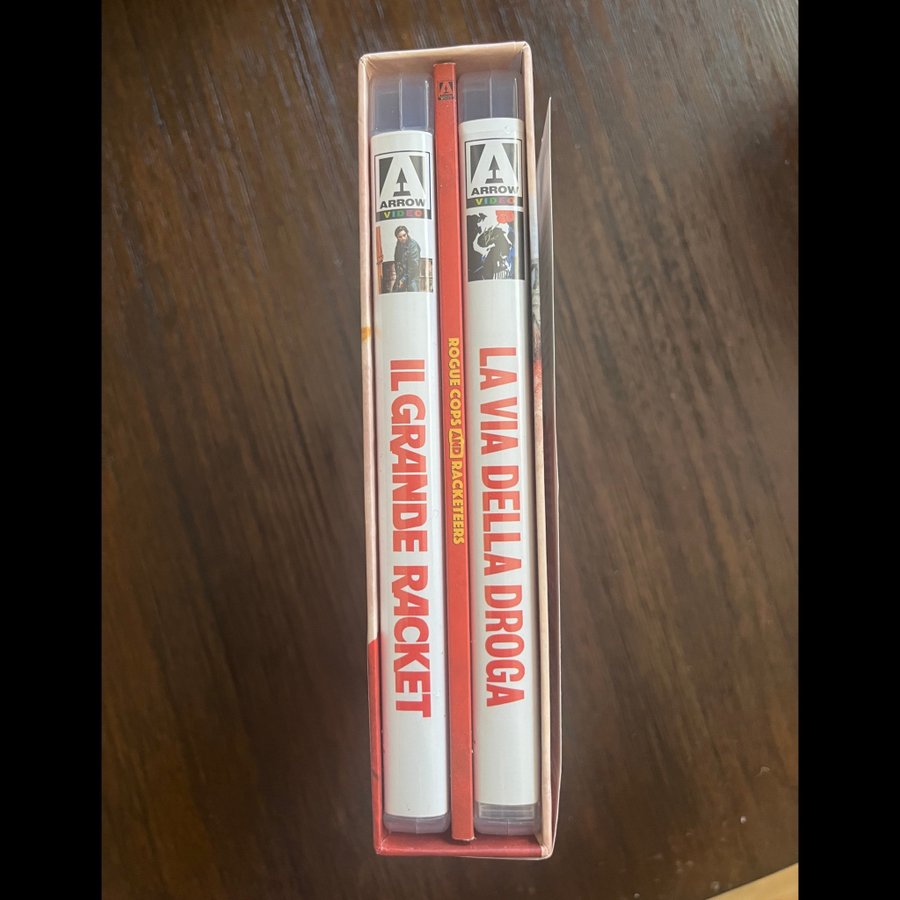 A
ARROW
VIDEO
IL GRANDE RACKET
A
ROGUE COPS AND RACKETEERS
A
ARROW
VIDEO
LA VIA DELLA DROGA